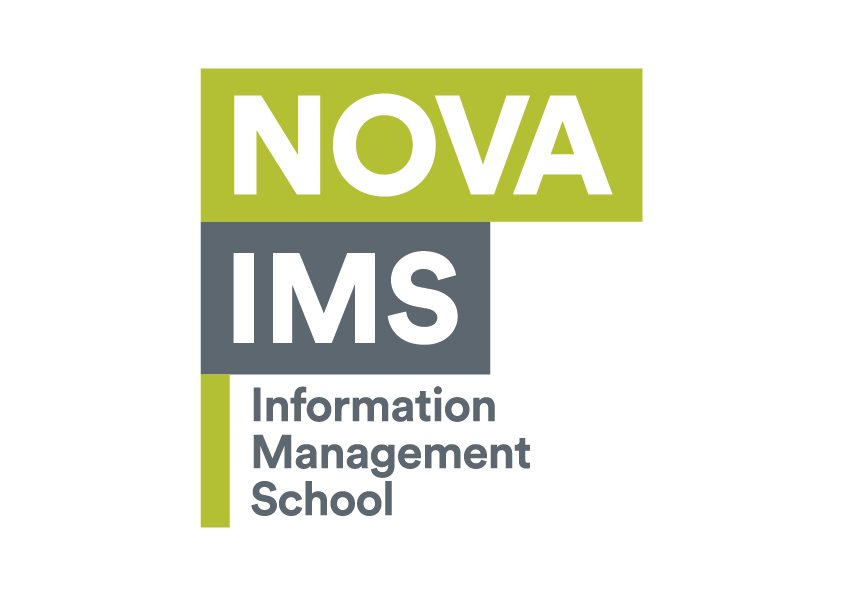 NOVA
IMS
Information
Management
School